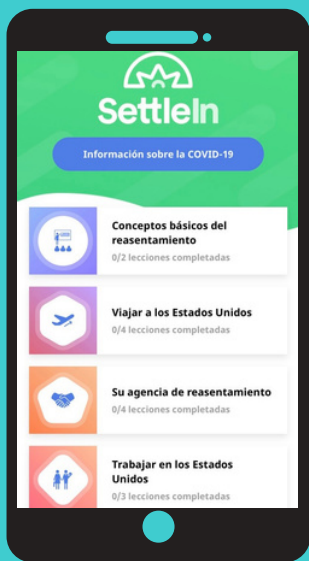 SettleIn
Información sobre la COVID-19
Conceptos básicos del
reasentamiento
0/2 lecciones completadas
Viajar a los Estados Unidos
0/4 lecciones completadas
Su agencia de reasentamiento
0/4 lecciones completadas
Trabajar en los Estados
Unidos
0/3 lecciones completadas